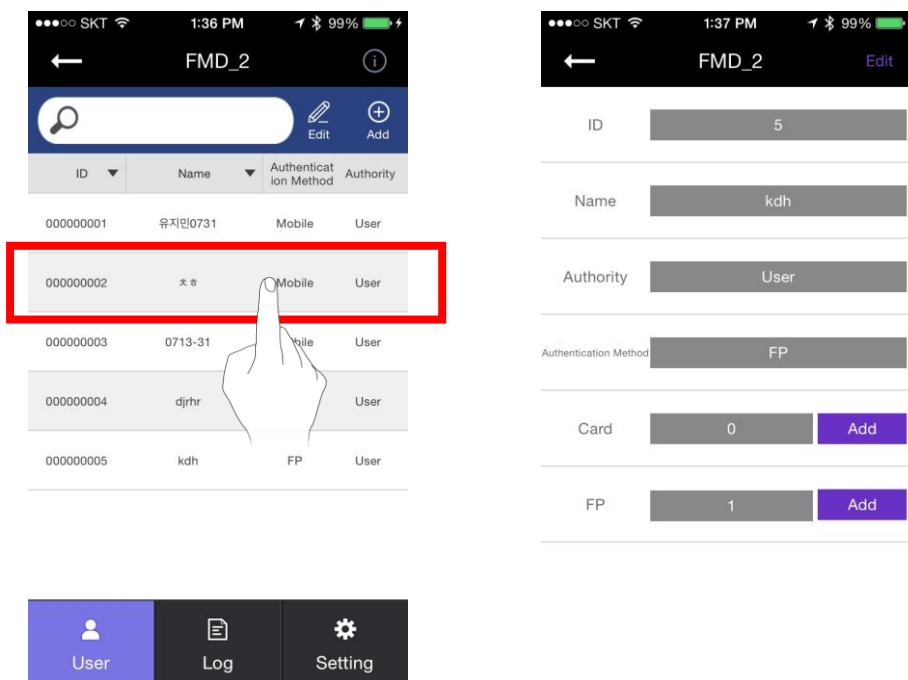 SKT 1:36 PM 99%
FMD_2
Edit Add
ID Name Authenticat
ion Method Authority
000000001 유지민0731 Mobile User
000000002 ㅊㅎ Mobile User
000000003 0713-31 User
000000004 djrhr User
000000005 kdh FP User
User Log Setting
SKT 1:37 PM 99%
FMD_2 Edit
ID 5
Name kdh
Authority User
Authentication Method FP
Card 0 Add
FP 1 Add